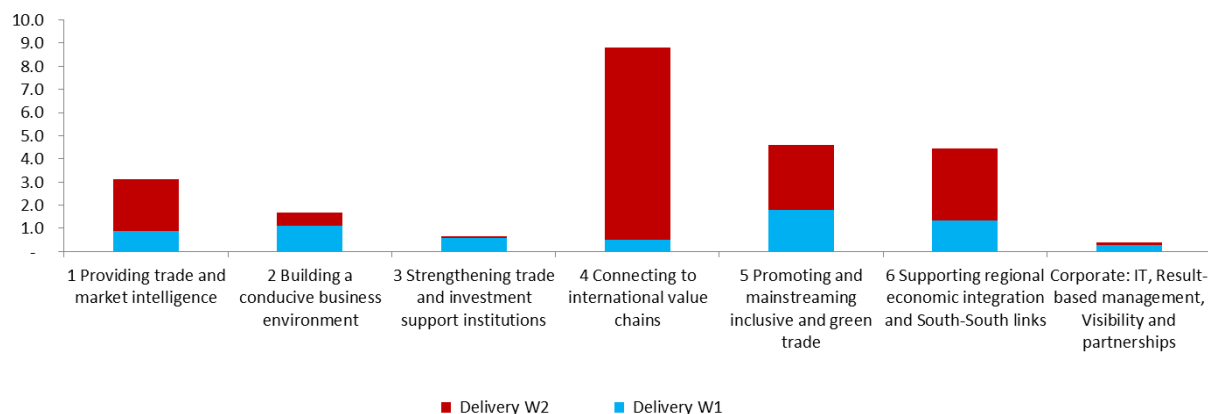 10.0
9.0
8.0
7.0
6.0
5.0
4.0
3.0
2.0
1.0
-
1 Providing trade and
market intelligence
2 Building a
conducive business
environment
3 Strengthening trade
and investment
support institutions
4 Connecting to
international value
chains
5 Promoting and
mainstreaming
inclusive and green
trade
6 Supporting regional
economic integration
and South-South links
Corporate: IT, Result-
based management,
Visibility and
partnerships
Delivery W2
Delivery W1